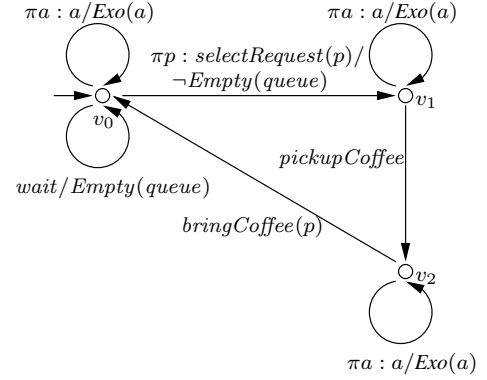 πa : a/Exo(a)
πa : a/Exo(a)
πp : selectRequest(p)/
¬Empty(queue)
v₀
v₁
pickupCoffee
wait/Empty(queue)
bringCoffee(p)
v₂
πa : a/Exo(a)